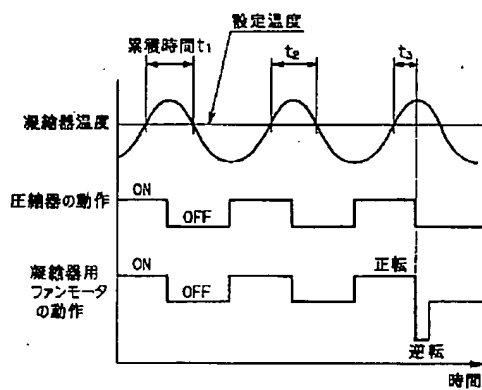 設定温度
累積時間t₁
t₂
t₃
凝縮器温度
ON
圧縮器の動作
OFF
ON
正転
凝縮器用
ファンモータ
の動作
OFF
逆転
時間